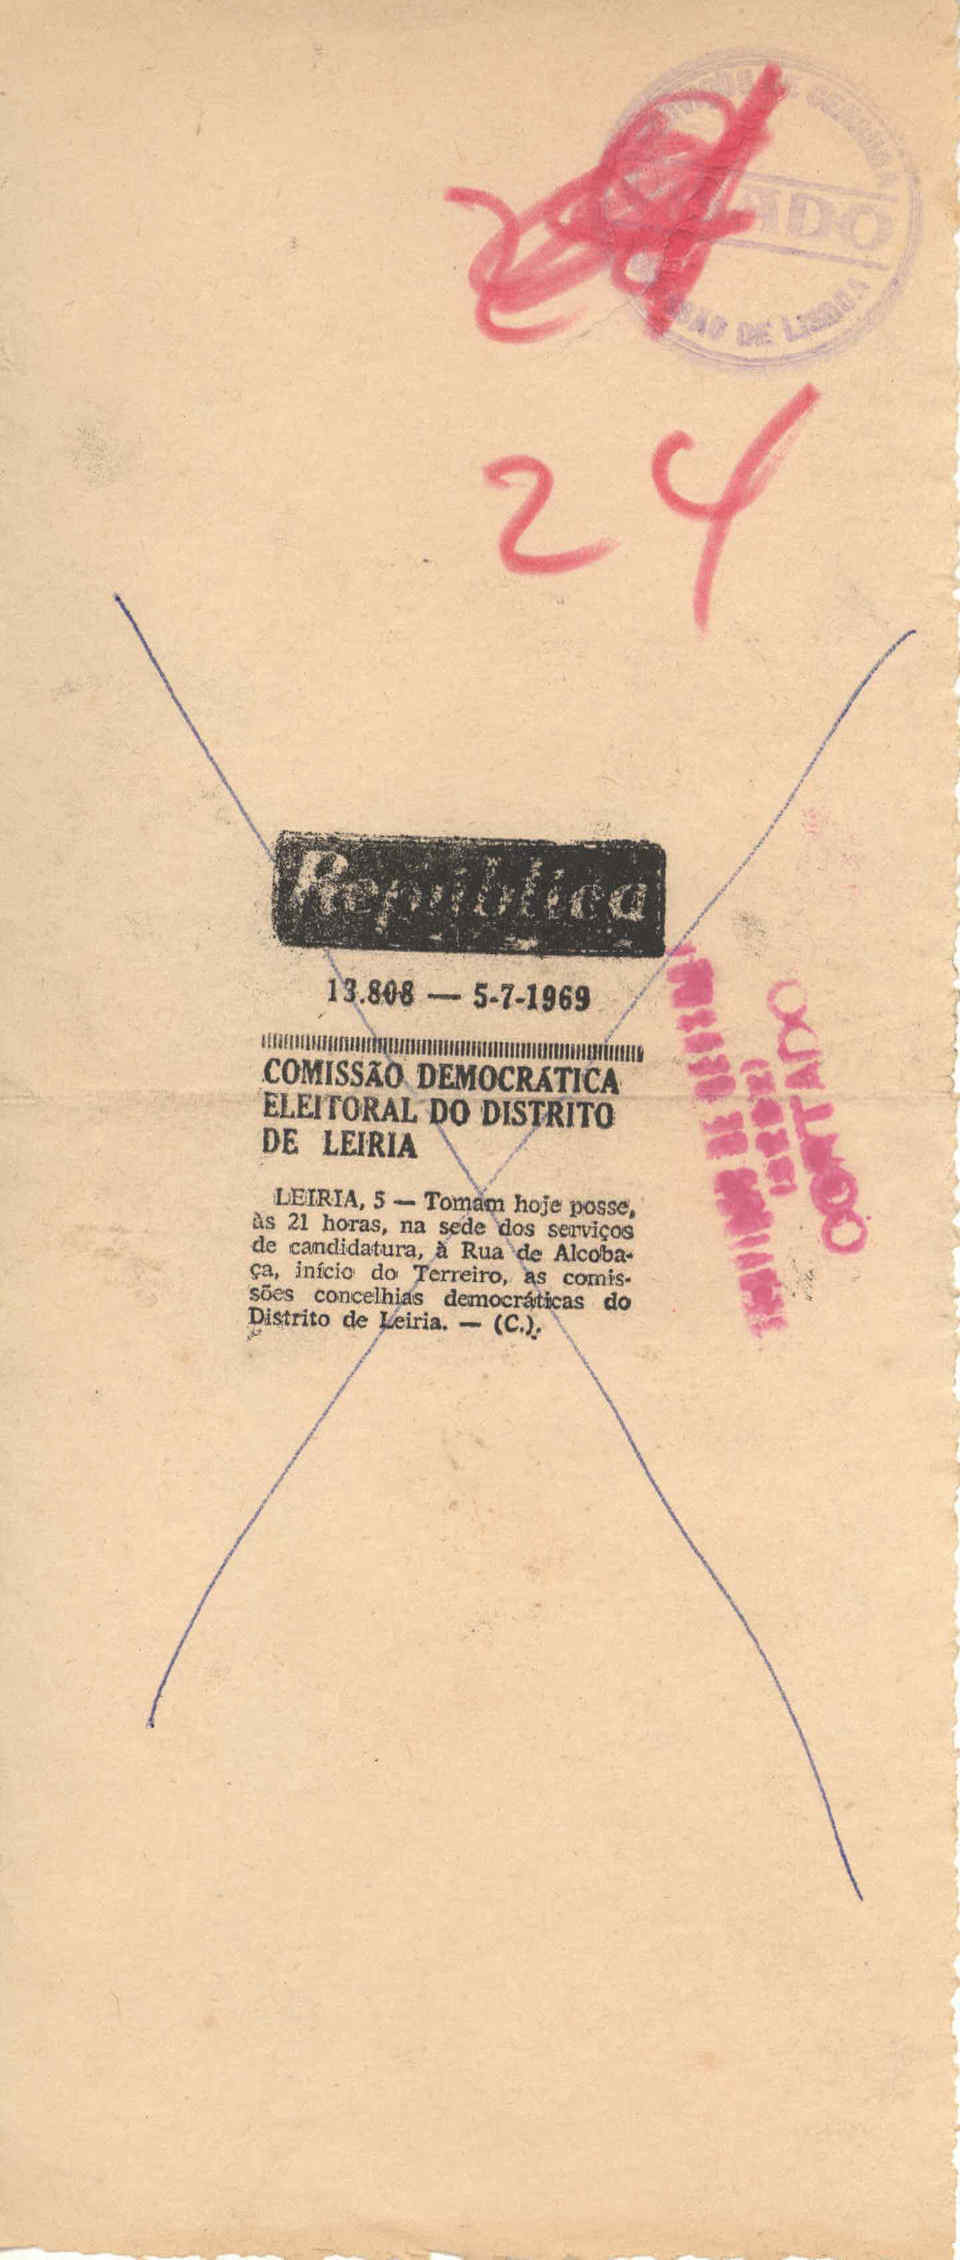 DE LISBOA
24
República
13.808 — 5-7-1969
COMISSÃO DEMOCRÁTICA
ELEITORAL DO DISTRITO
DE LEIRIA
LEIRIA, 5 — Tomam hoje posse,
às 21 horas, na sede dos serviços
de candidatura, à Rua de Alcoba-
ça, início do Terreiro, as comis-
sões concelhias democráticas do
Distrito de Leiria. — (C.).
CORTADO